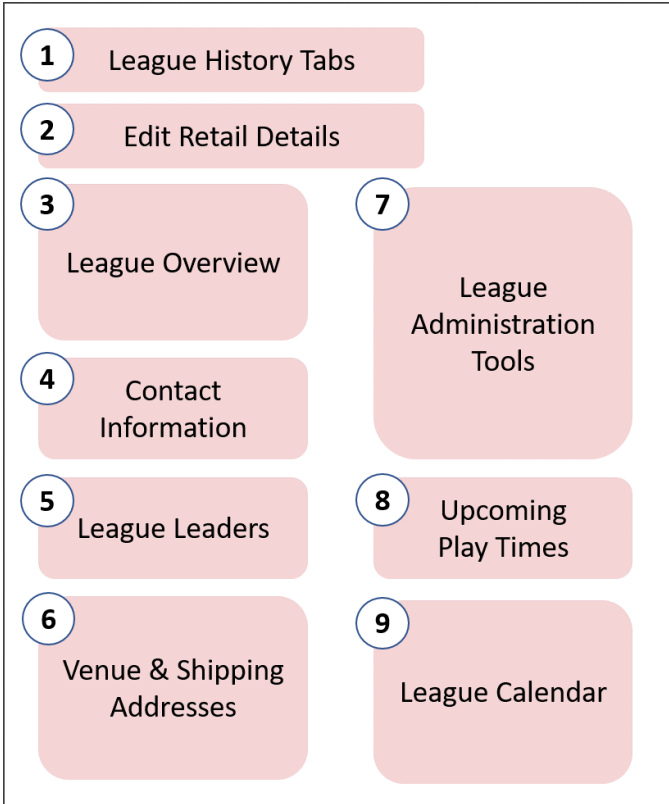 1
League History Tabs
2
Edit Retail Details
3
League Overview
4
Contact
Information
5
League Leaders
6
Venue & Shipping
Addresses
7
League
Administration
Tools
8
Upcoming
Play Times
9
League Calendar